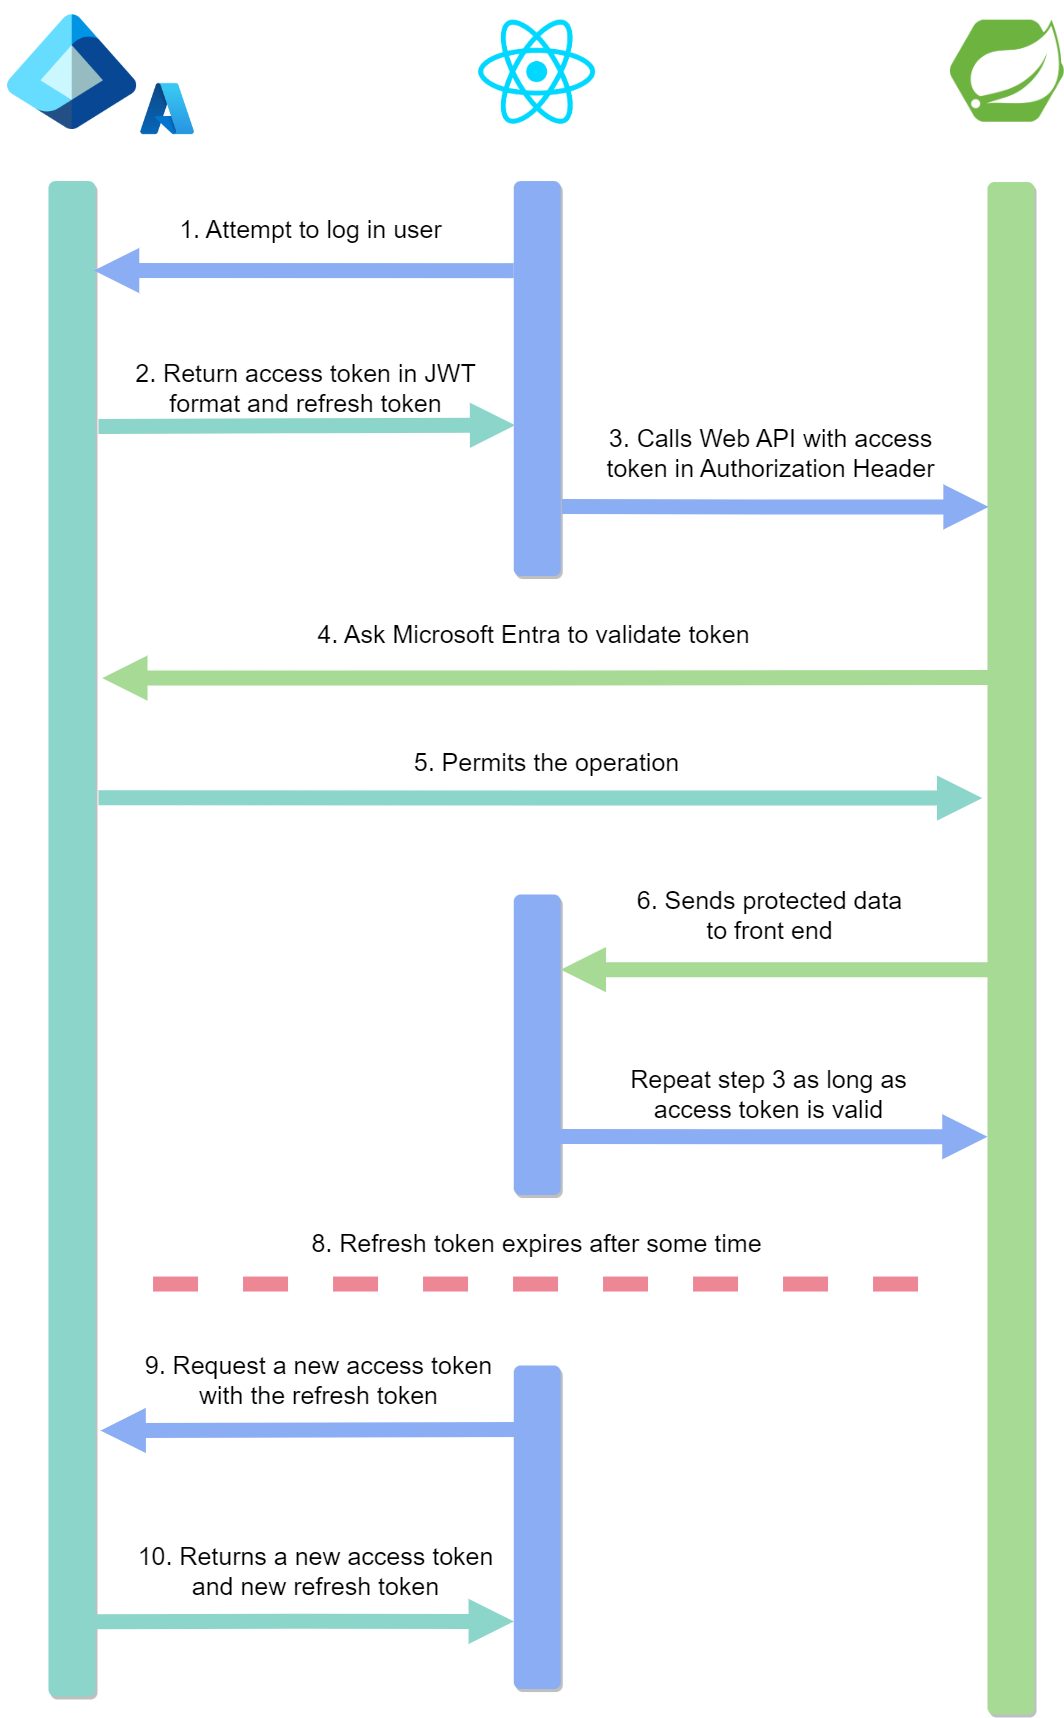 1. Attempt to log in user
2. Return access token in JWT
format and refresh token
3. Calls Web API with access
token in Authorization Header
4. Ask Microsoft Entra to validate token
5. Permits the operation
6. Sends protected data
to front end
Repeat step 3 as long as
access token is valid
8. Refresh token expires after some time
9. Request a new access token
with the refresh token
10. Returns a new access token
and new refresh token